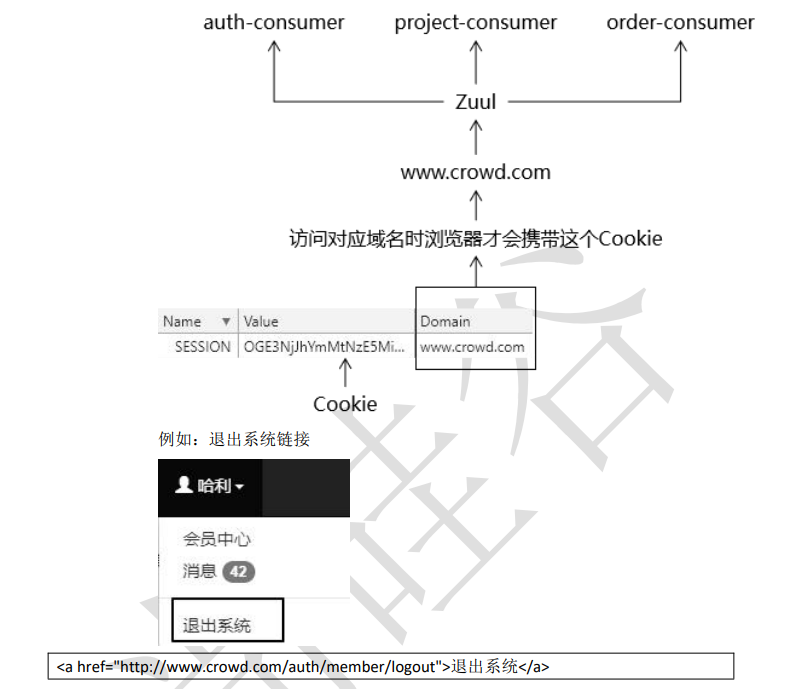 auth-consumer project-consumer order-consumer
Zuul
www.crowd.com
访问对应域名时浏览器才会携带这个Cookie
Name Value Domain
SESSION OGE3NjJhYmMtNzE5Mi... www.crowd.com
Cookie
例如：退出系统链接
哈利
会员中心
消息 42
退出系统
<a href="http://www.crowd.com/auth/member/logout">退出系统</a>